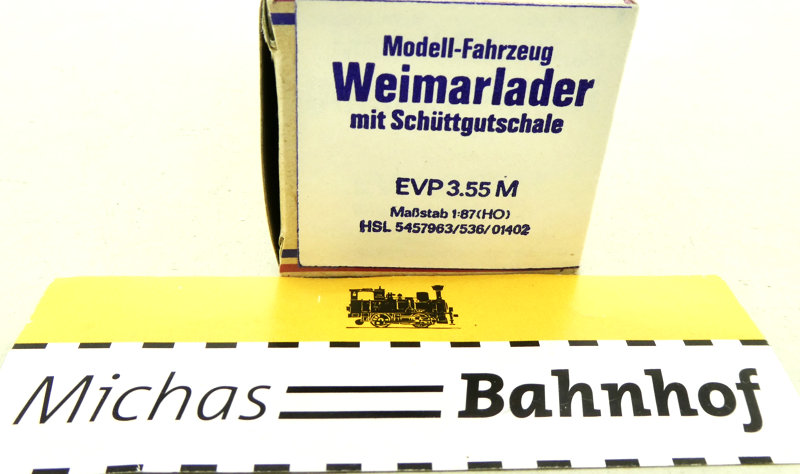 Modell-Fahrzeug
Weimarlader
mit Schüttgutschale
EVP 3.55 M
Maßstab 1:87(HO)
HSL 5457963/536/01402
Michas Bahnhof